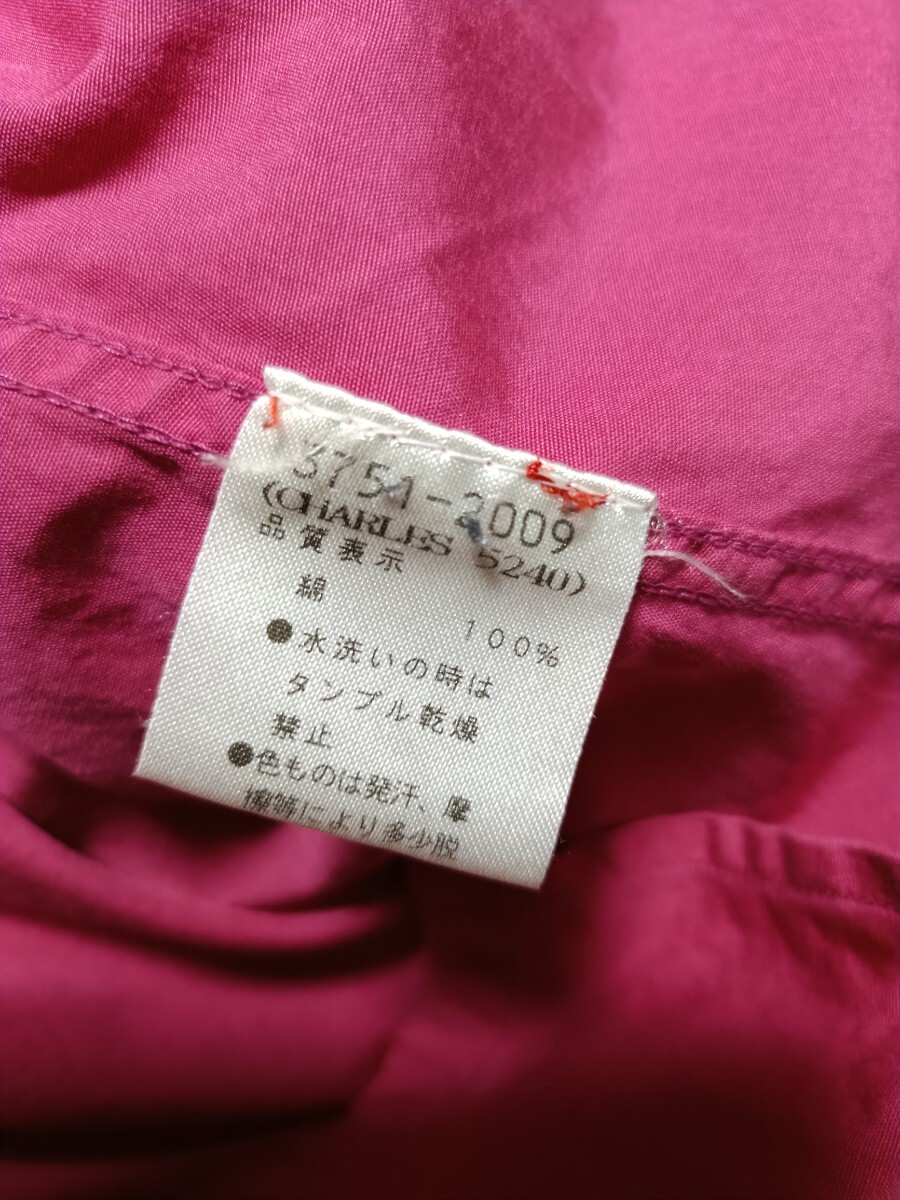 3751-2009
(CHARLES 5240)
品質表示
綿 100%
●水洗いの時は
タンブル乾燥
禁止
●色ものは発汗、摩
擦等により多少脱